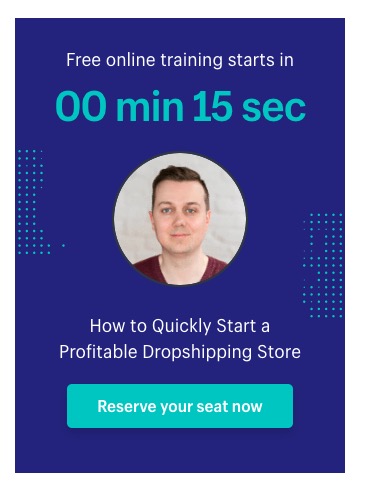 Free online training starts in
00 min 15 sec
How to Quickly Start a
Profitable Dropshipping Store
Reserve your seat now